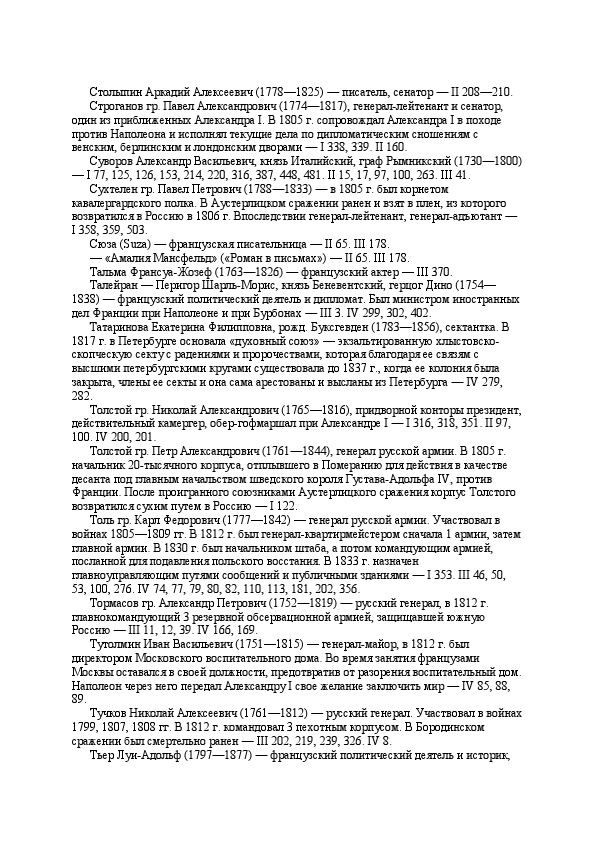 Столыпин Аркадий Алексеевич (1778—1825) — писатель, сенатор — II 208—210.
Строганов гр. Павел Александрович (1774—1817), генерал-лейтенант и сенатор,
один из приближенных Александра I. В 1805 г. сопровождал Александра I в походе
против Наполеона и исполнял текущие дела по дипломатическим сношениям с
венским, берлинским и лондонским дворами — I 338, 339. II 160.
Суворов Александр Васильевич, князь Италийский, граф Рымникский (1730—1800)
— I 77, 125, 126, 153, 214, 220, 316, 387, 448, 481. II 15, 17, 97, 100, 263. III 41.
Сухтелен гр. Павел Петрович (1788—1833) — в 1805 г. был корнетом
кавалергардского полка. В Аустерлицком сражении ранен и взят в плен, из которого
возвратился в Россию в 1806 г. Впоследствии генерал-лейтенант, генерал-адъютант —
I 358, 359, 503.
Сюза (Suza) — французская писательница — II 65. III 178.
— «Амалия Мансфельд» («Роман в письмах») — II 65. III 178.
Тальма Франсуа-Жозеф (1763—1826) — французский актер — III 370.
Талейран — Перигор Шарль-Морис, князь Беневентский, герцог Дино (1754—
1838) — французский политический деятель и дипломат. Был министром иностранных
дел Франции при Наполеоне и при Бурбонах — III 3. IV 299, 302, 402.
Татаринова Екатерина Филипповна, рожд. Буксгевден (1783—1856), сектантка. В
1817 г. в Петербурге основала «духовный союз» — экзальтированную хлыстовско-
скопческую секту с радениями и пророчествами, которая благодаря ее связям с
высшими петербургскими кругами существовала до 1837 г., когда ее колония была
закрыта, члены ее секты и она сама арестованы и высланы из Петербурга — IV 279,
282.
Толстой гр. Николай Александрович (1765—1816), придворной конторы президент,
действительный камергер, обер-гофмаршал при Александре I — I 316, 318, 351. II 97,
100. IV 200, 201.
Толстой гр. Петр Александрович (1761—1844), генерал русской армии. В 1805 г.
начальник 20-тысячного корпуса, отплывшего в Померанию для действия в качестве
десанта под главным начальством шведского короля Густава-Адольфа IV, против
Франции. После проигранного союзниками Аустерлицкого сражения корпус Толстого
возвратился сухим путем в Россию — I 122.
Толь гр. Карл Федорович (1777—1842) — генерал русской армии. Участвовал в
войнах 1805—1809 гг. В 1812 г. был генерал-квартирмейстером сначала 1 армии, затем
главной армии. В 1830 г. был начальником штаба, а потом командующим армией,
посланной для подавления польского восстания. В 1833 г. назначен
главноуправляющим путями сообщений и публичными зданиями — I 353. III 46, 50,
53, 100, 276. IV 74, 77, 79, 80, 82, 110, 113, 181, 202, 356.
Тормасов гр. Александр Петрович (1752—1819) — русский генерал, в 1812 г.
главнокомандующий 3 резервной обсервационной армией, защищавшей южную
Россию — III 11, 12, 39. IV 166, 169.
Тутолмин Иван Васильевич (1751—1815) — генерал-майор, в 1812 г. был
директором Московского воспитательного дома. Во время занятия французами
Москвы оставался в своей должности, предотвратив от разорения воспитательный дом.
Наполеон через него передал Александру I свое желание заключить мир — IV 85, 88,
89.
Тучков Николай Алексеевич (1761—1812) — русский генерал. Участвовал в войнах
1799, 1807, 1808 гг. В 1812 г. командовал 3 пехотным корпусом. В Бородинском
сражении был смертельно ранен — III 202, 219, 239, 326. IV 8.
Тьер Луи-Адольф (1797—1877) — французский политический деятель и историк,